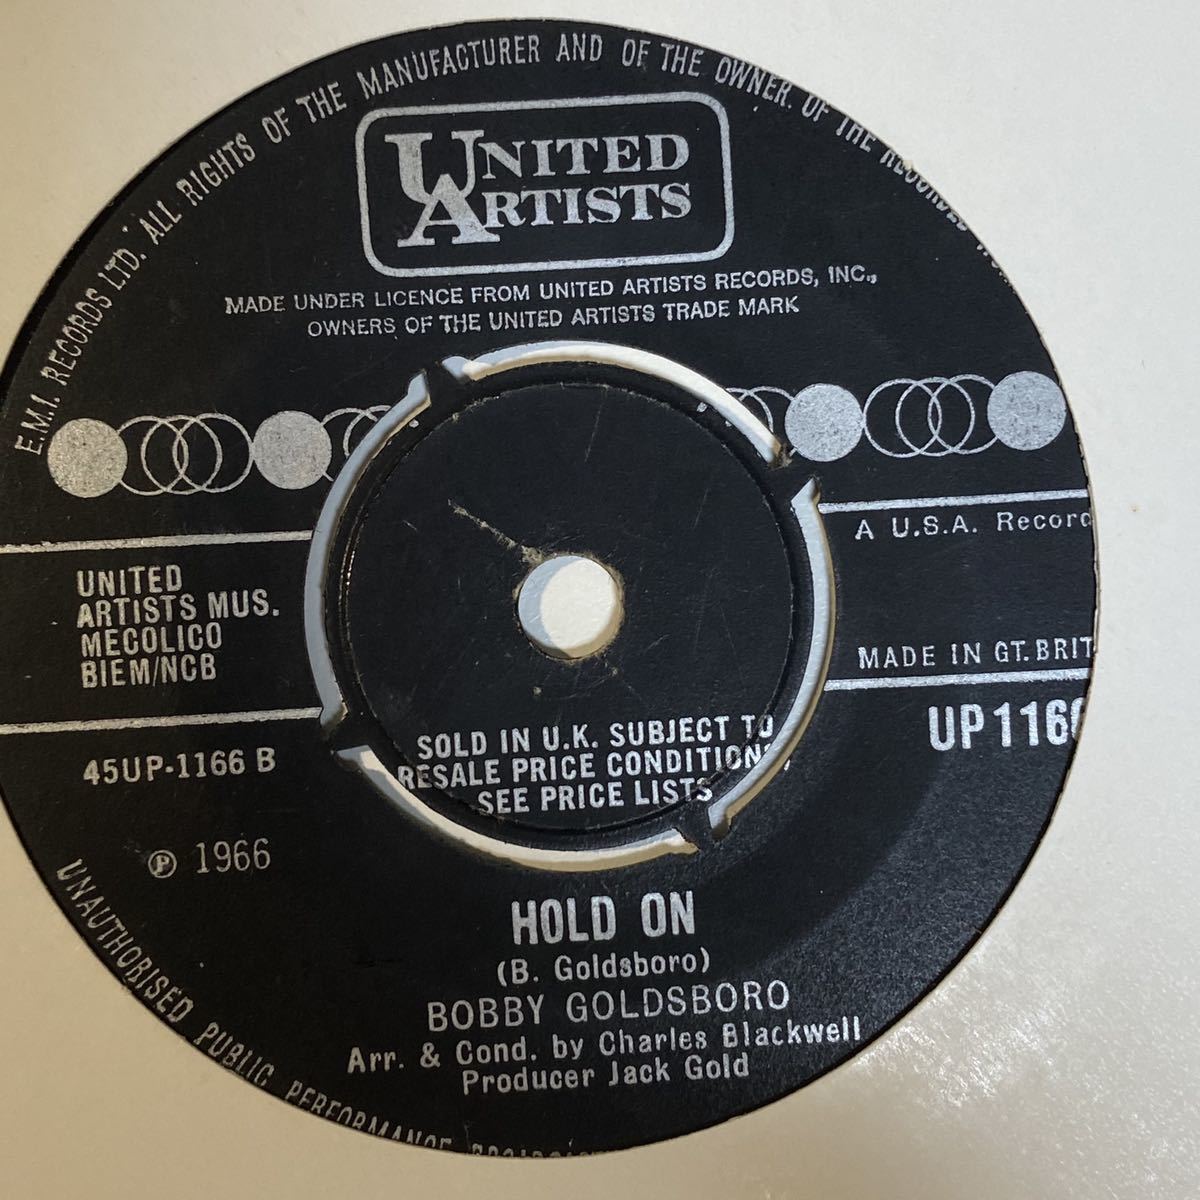 E.M.I. RECORDS LTD. ALL RIGHTS OF THE MANUFACTURER AND OF THE OWNER OF THE RECORDED
UNITED
ARTISTS
MADE UNDER LICENCE FROM UNITED ARTISTS RECORDS, INC.,
OWNERS OF THE UNITED ARTISTS TRADE MARK
A U.S.A. Record
UNITED
ARTISTS MUS.
MECOLICO
BIEM/NCB
MADE IN GT. BRIT
45UP-1166 B
UP1166
SOLD IN U.K. SUBJECT TO
RESALE PRICE CONDITIONS,
SEE PRICE LISTS
℗ 1966
HOLD ON
(B. Goldsboro)
BOBBY GOLDSBORO
Arr. & Cond. by Charles Blackwell
Producer Jack Gold
UNAUTHORISED PUBLIC PERFORMANCE